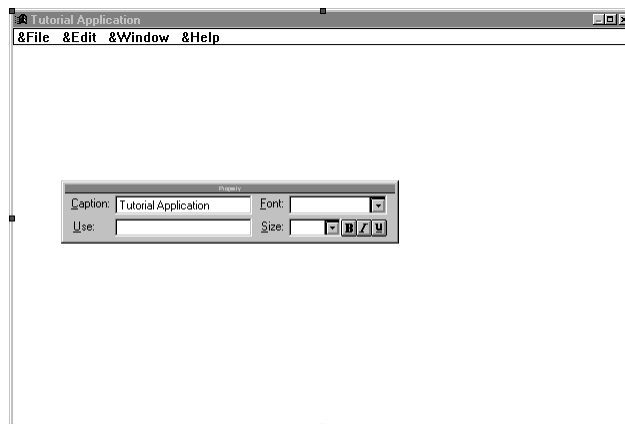 Tutorial Application
&File &Edit &Window &Help
Property
Caption: Tutorial Application Font:
Use: Size: B I U